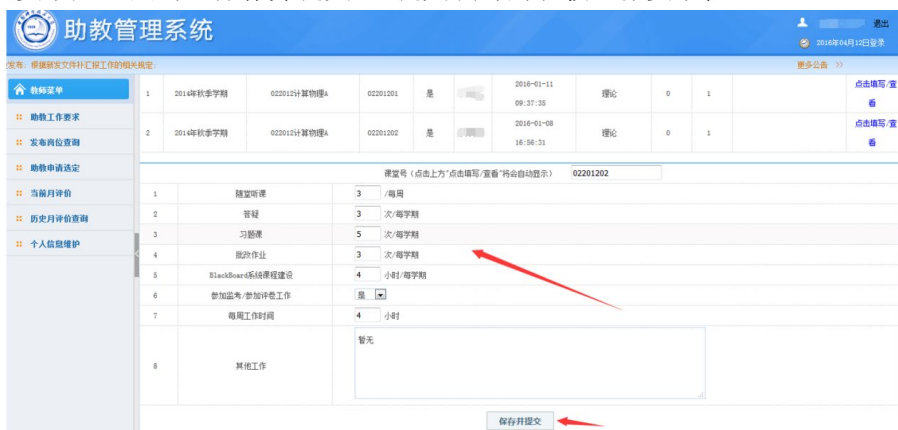 助教管理系统
退出
2016年04月12日登录
发布:根据新发文件补汇报工作的相关规定:
更多公告 >>
教师菜单
助教工作要求
发布岗位查询
助教申请选定
当前月评价
历史月评价查询
个人信息维护
1 2014年秋季学期 022012计算物理A 02201201 是 2016-01-11 09:37:35 理论 0 1 点击填写/查看
2 2014年秋季学期 022012计算物理A 02201202 是 2016-01-08 16:56:31 理论 0 1 点击填写/查看
课堂号(点击上方"点击填写/查看"将会自动显示) 02201202
1 随堂听课 3 /每周
2 答疑 3 次/每学期
3 习题课 5 次/每学期
4 批改作业 3 次/每学期
5 BlackBoard系统课程建设 4 小时/每学期
6 参加监考/参加评卷工作 是
7 每周工作时间 4 小时
8 其他工作 暂无
保存并提交